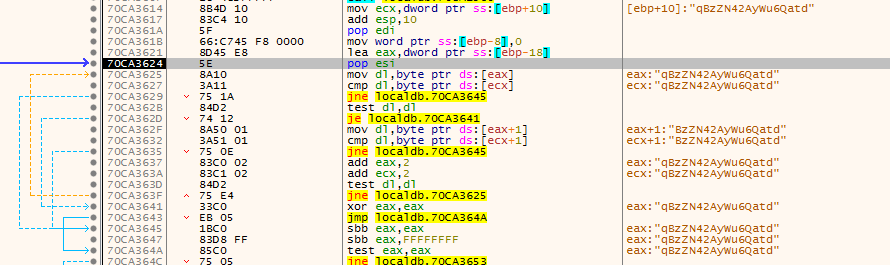 70CA3614 8B4D 10 mov ecx,dword ptr ss:[ebp+10] [ebp+10]:"qBzZN42AyWu6Qatd"
70CA3617 83C4 10 add esp,10
70CA361A 5F pop edi
70CA361B 66:C745 F8 0000 mov word ptr ss:[ebp-8],0
70CA3621 8D45 E8 lea eax,dword ptr ss:[ebp-18]
70CA3624 5E pop esi
70CA3625 8A10 mov dl,byte ptr ds:[eax] eax:"qBzZN42AyWu6Qatd"
70CA3627 3A11 cmp dl,byte ptr ds:[ecx] ecx:"qBzZN42AyWu6Qatd"
70CA3629 75 1A jne localdb.70CA3645
70CA362B 84D2 test dl,dl
70CA362D 74 12 je localdb.70CA3641
70CA362F 8A50 01 mov dl,byte ptr ds:[eax+1] eax+1:"BzZN42AyWu6Qatd"
70CA3632 3A51 01 cmp dl,byte ptr ds:[ecx+1] ecx+1:"BzZN42AyWu6Qatd"
70CA3635 75 0E jne localdb.70CA3645
70CA3637 83C0 02 add eax,2 eax:"qBzZN42AyWu6Qatd"
70CA363A 83C1 02 add ecx,2 ecx:"qBzZN42AyWu6Qatd"
70CA363D 84D2 test dl,dl
70CA363F 75 E4 jne localdb.70CA3625
70CA3641 33C0 xor eax,eax eax:"qBzZN42AyWu6Qatd"
70CA3643 EB 05 jmp localdb.70CA364A
70CA3645 1BC0 sbb eax,eax eax:"qBzZN42AyWu6Qatd"
70CA3647 83D8 FF sbb eax,FFFFFFFF eax:"qBzZN42AyWu6Qatd"
70CA364A 85C0 test eax,eax eax:"qBzZN42AyWu6Qatd"
70CA364C 75 05 jne localdb.70CA3653